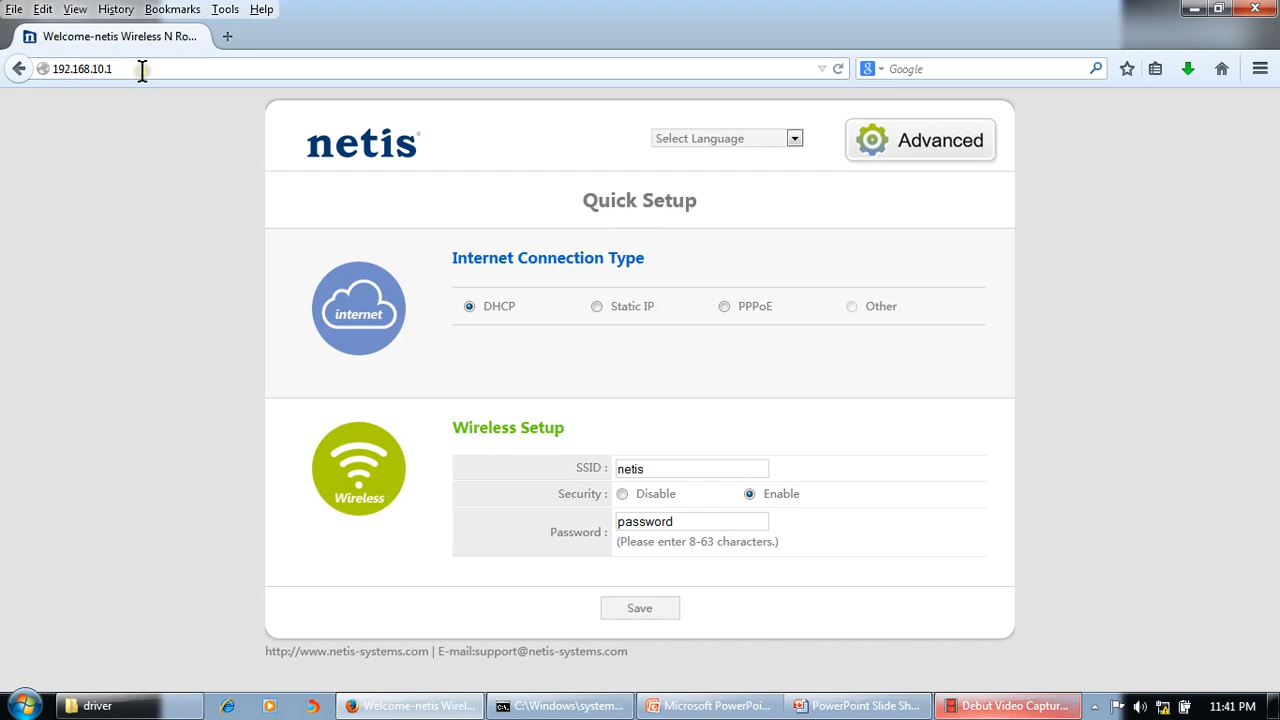 File Edit View History Bookmarks Tools Help
Welcome-netis Wireless N Ro...
192.168.10.1
Google
netis
Select Language
Advanced
Quick Setup
internet
Internet Connection Type
DHCP Static IP PPPoE Other
Wireless
Wireless Setup
SSID : netis
Security : Disable Enable
Password : password
(Please enter 8-63 characters.)
Save
http://www.netis-systems.com | E-mail:support@netis-systems.com
driver Welcome-netis Wirel... C:\Windows\system... Microsoft PowerPoi... PowerPoint Slide Sh... Debut Video Captur... 11:41 PM